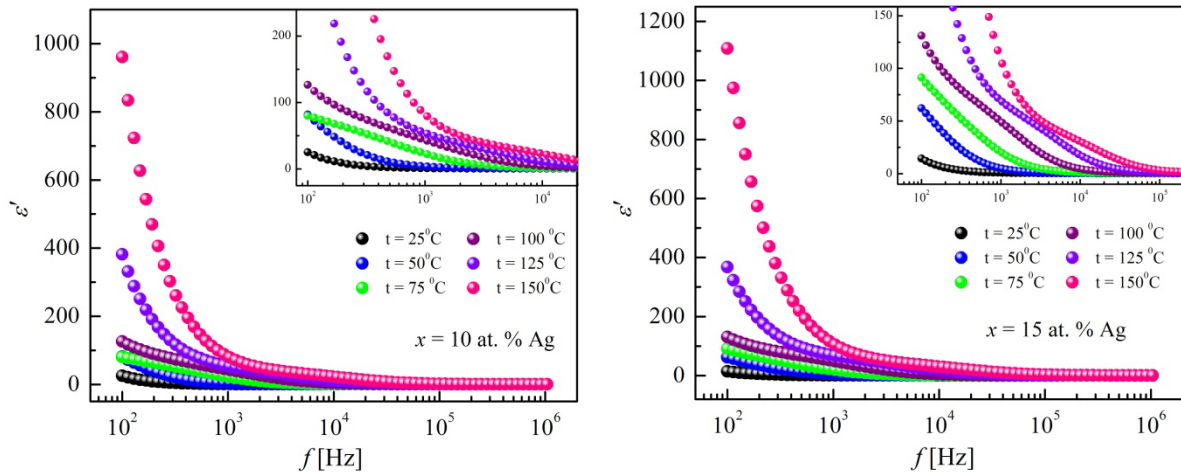 1000
800
600
400
200
0
ε'
200
100
0
10² 10³ 10⁴
t = 25⁰C t = 100 ⁰C
t = 50⁰C t = 125 ⁰C
t = 75 ⁰C t = 150⁰C
x = 10 at. % Ag
10² 10³ 10⁴ 10⁵ 10⁶
f [Hz]
1200
1000
800
600
400
200
0
ε'
150
100
50
0
10² 10³ 10⁴ 10⁵
t = 25⁰C t = 100 ⁰C
t = 50⁰C t = 125 ⁰C
t = 75 ⁰C t = 150⁰C
x = 15 at. % Ag
10² 10³ 10⁴ 10⁵ 10⁶
f [Hz]